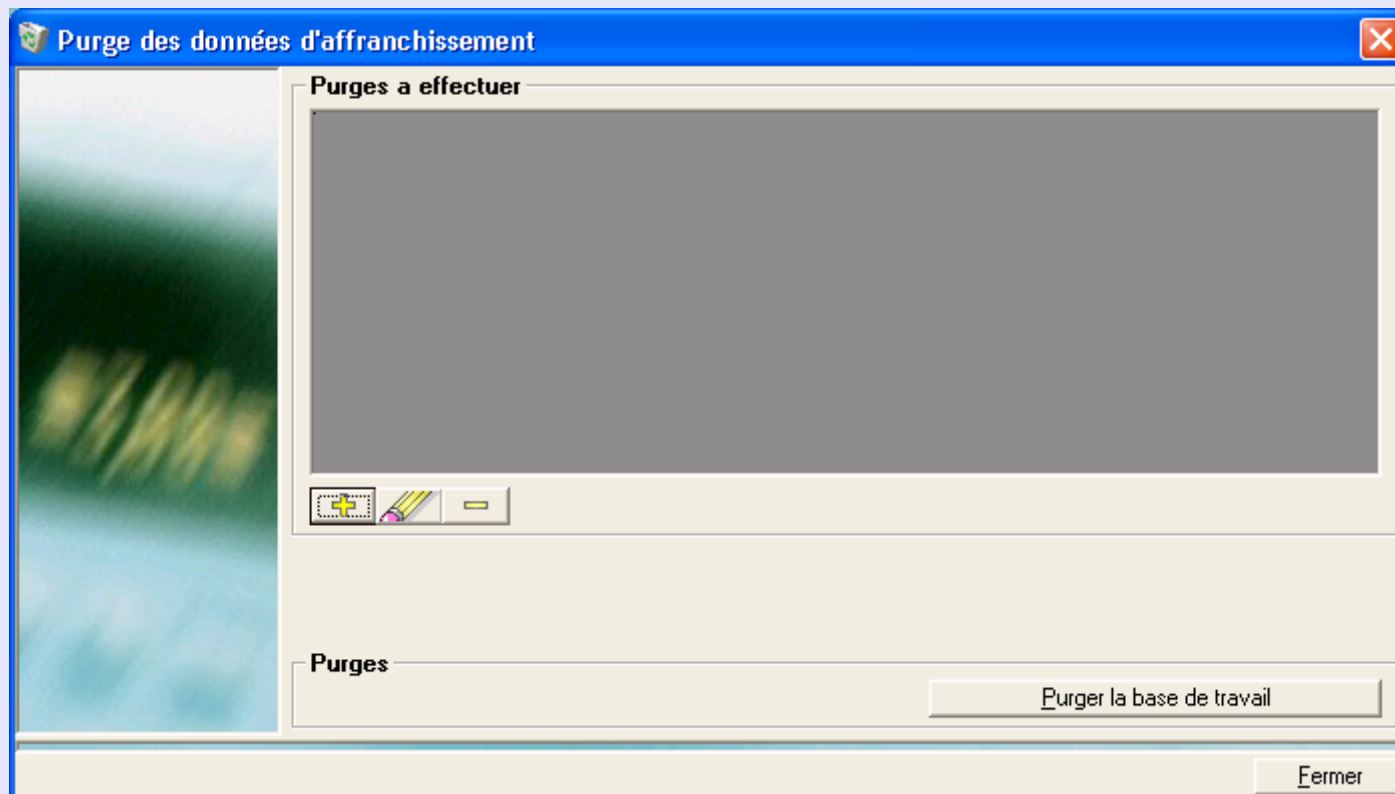 Purge des données d'affranchissement
Purges a effectuer
Purges
Purger la base de travail
Fermer